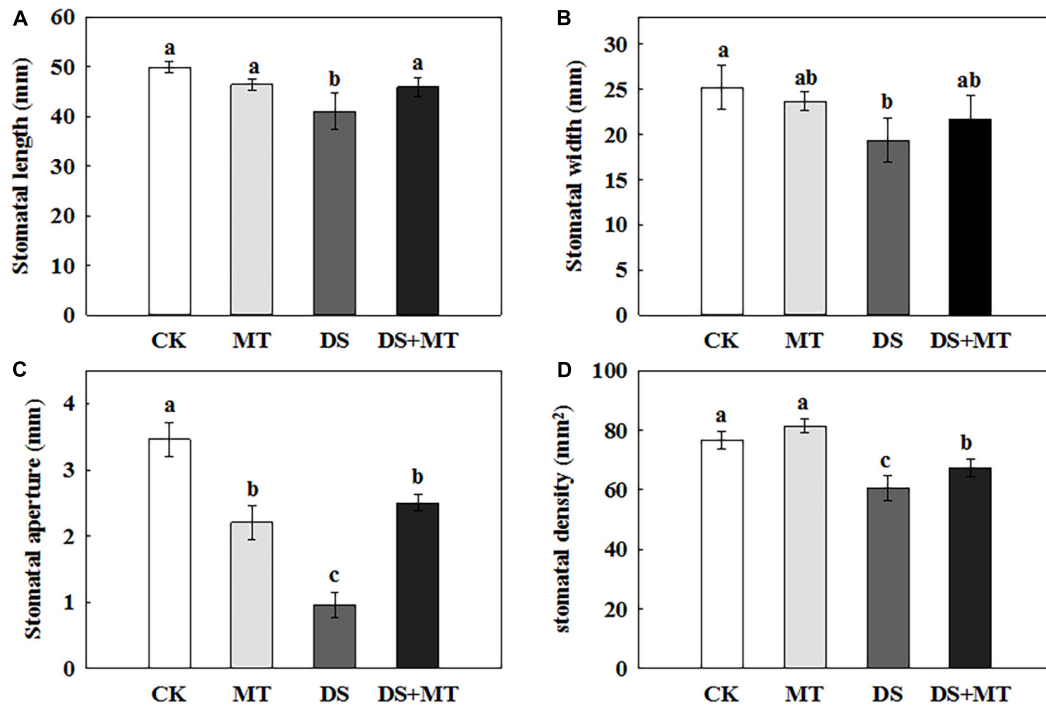 A
Stomatal length (mm)
60
50
40
30
20
10
0
a
a
b
a
CK MT DS DS+MT
B
Stomatal width (mm)
30
25
20
15
10
5
0
a
ab
b
ab
CK MT DS DS+MT
C
Stomatal aperture (mm)
4
3
2
1
0
a
b
c
b
CK MT DS DS+MT
D
stomatal density (mm²)
100
80
60
40
20
0
a
a
c
b
CK MT DS DS+MT